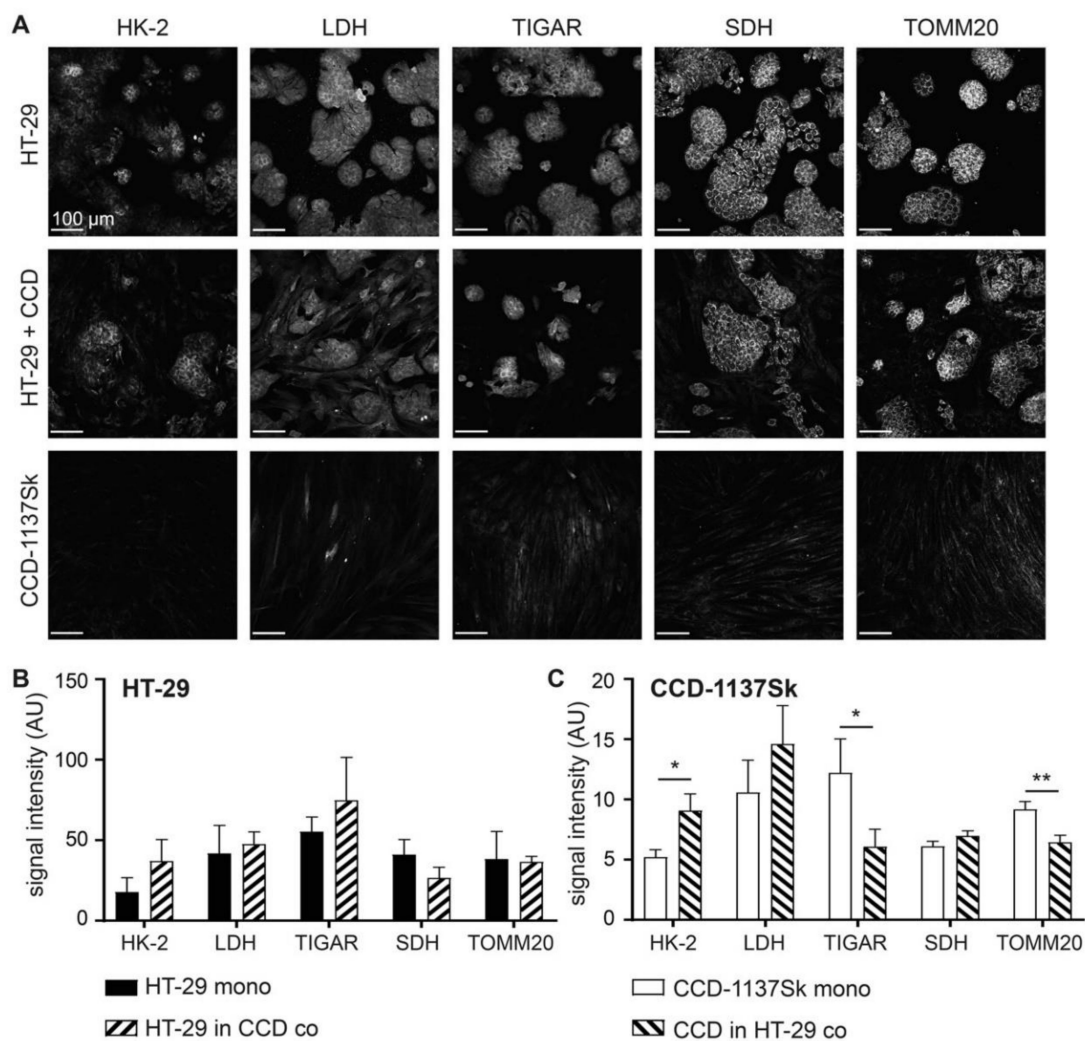 A
HK-2 LDH TIGAR SDH TOMM20
HT-29
100 µm
HT-29 + CCD
CCD-1137Sk
B HT-29
signal intensity (AU)
150
100
50
0
HK-2 LDH TIGAR SDH TOMM20
HT-29 mono
HT-29 in CCD co
C CCD-1137Sk
signal intensity (AU)
20
15
10
5
0
* * **
HK-2 LDH TIGAR SDH TOMM20
CCD-1137Sk mono
CCD in HT-29 co